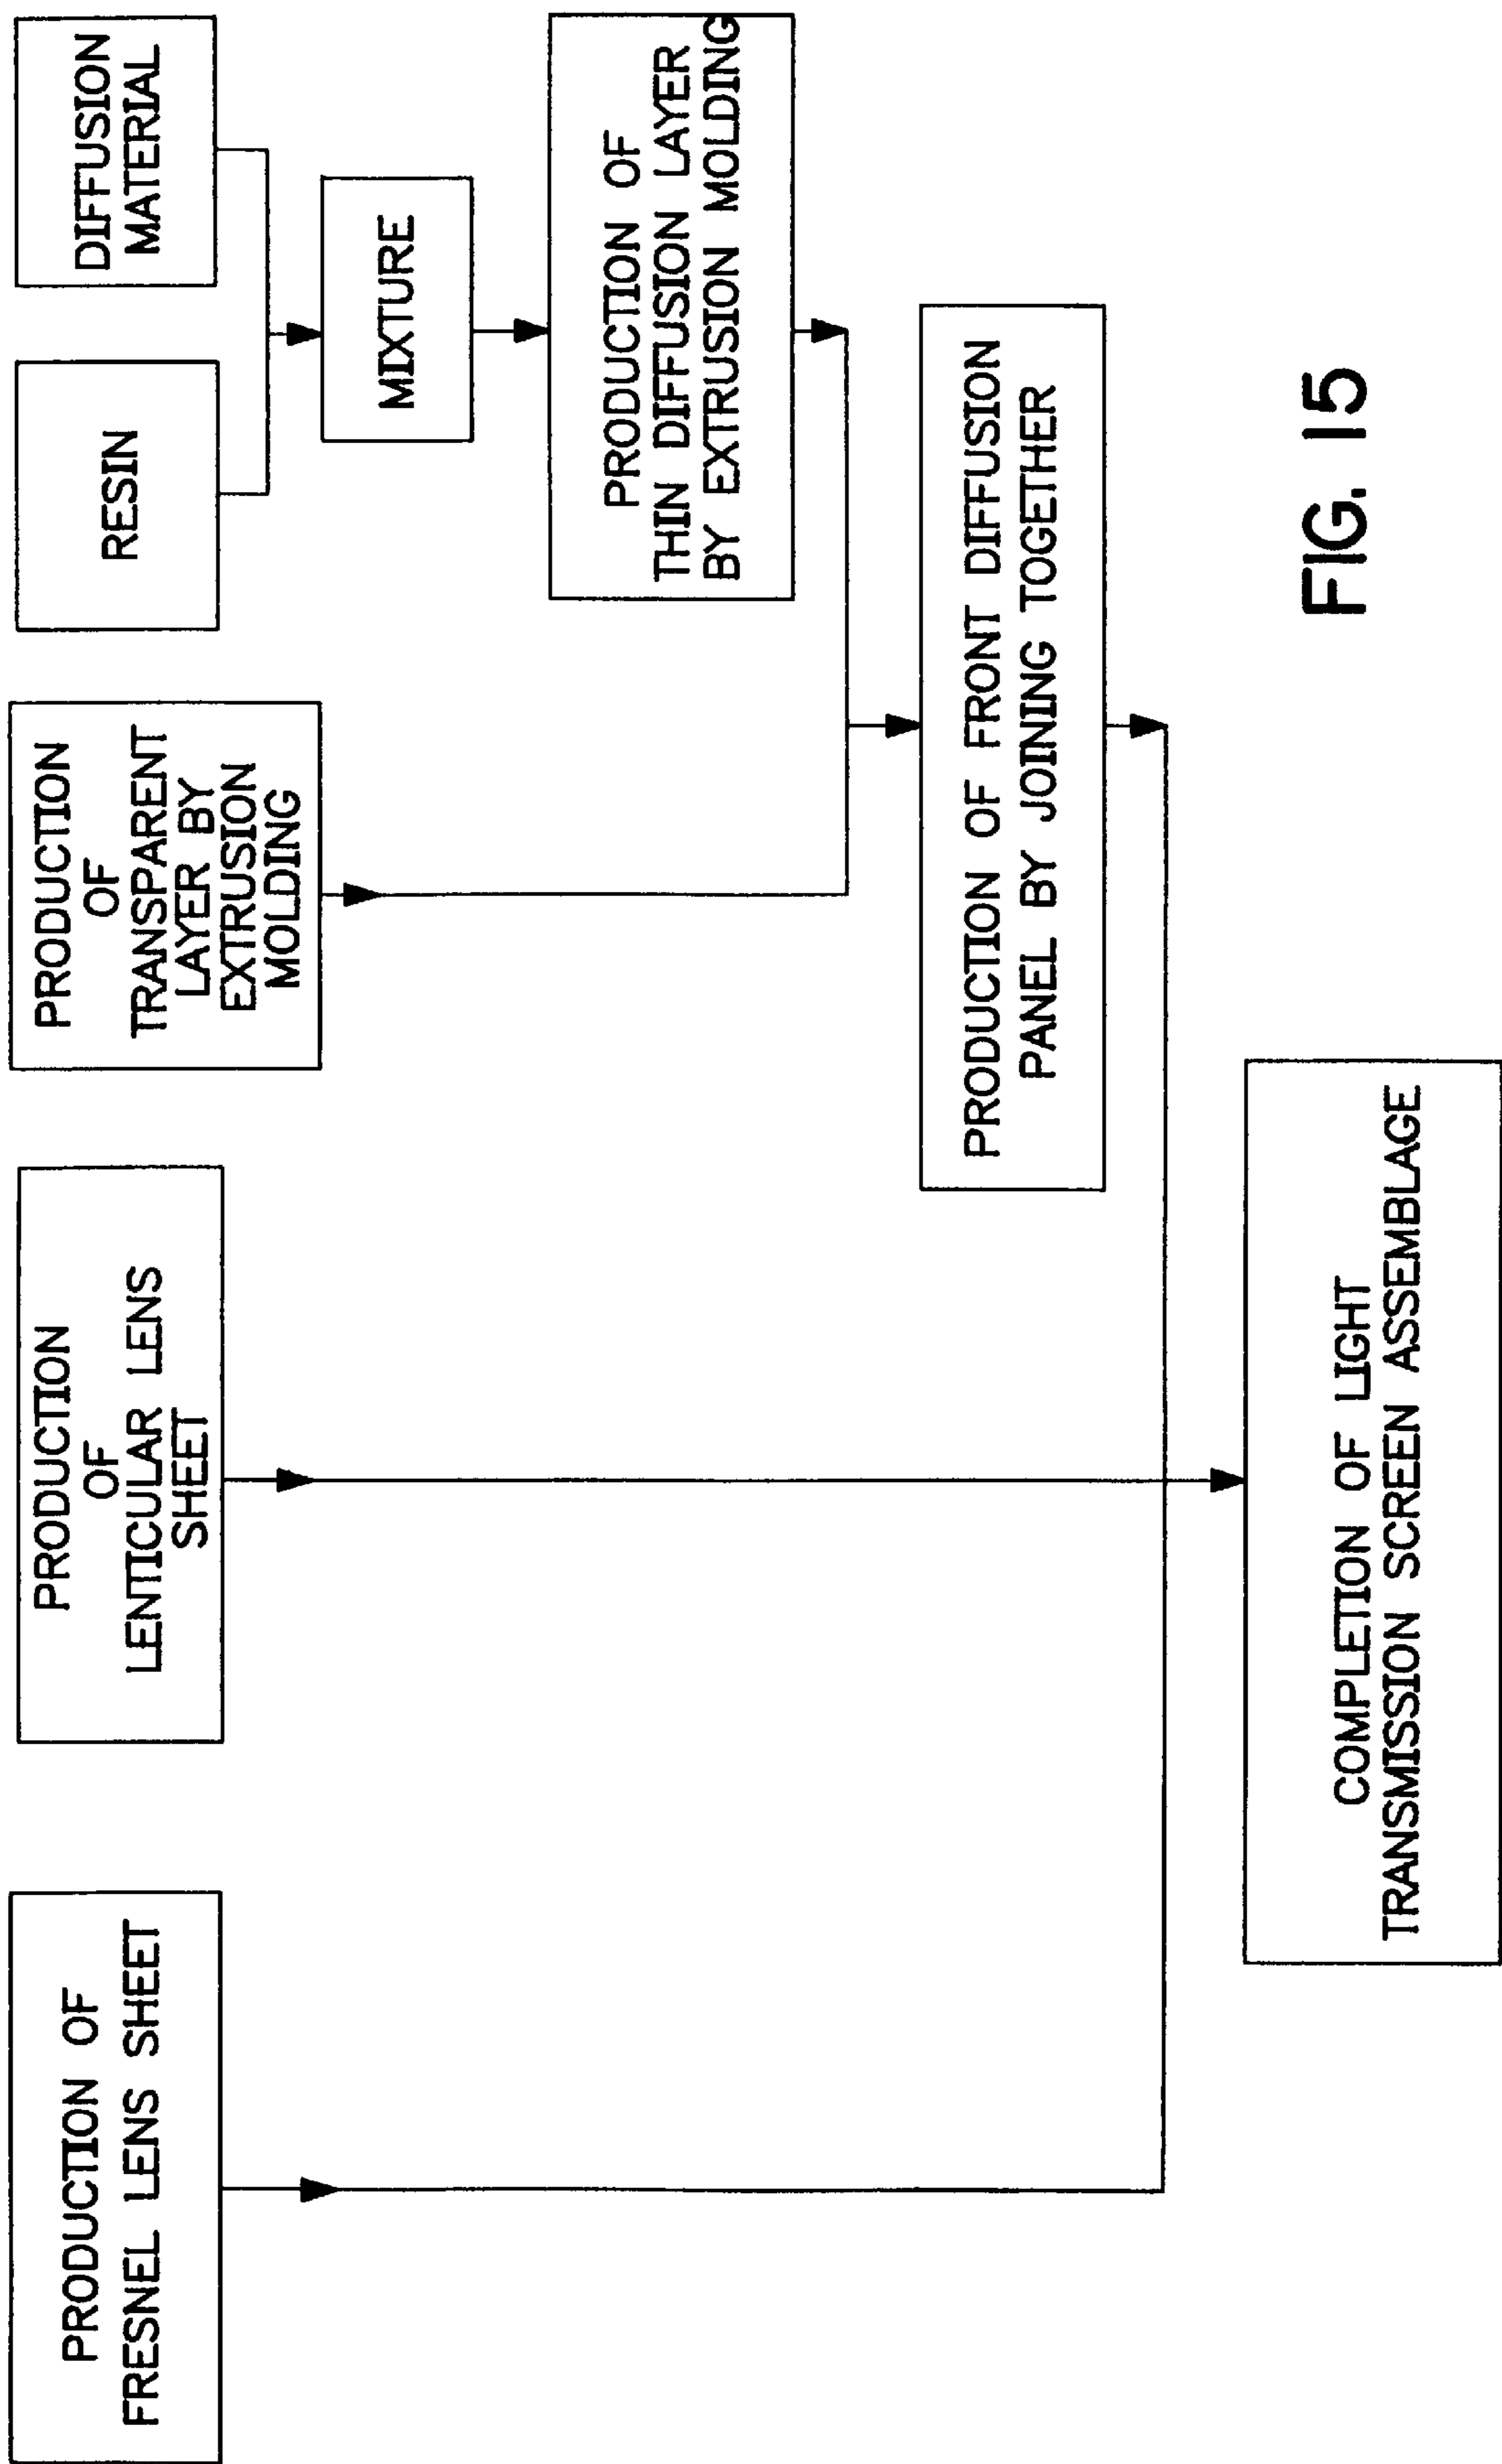 PRODUCTION OF
FRESNEL LENS SHEET
PRODUCTION
OF
LENTICULAR LENS
SHEET
PRODUCTION
OF
TRANSPARENT
LAYER BY
EXTRUSION
MOLDING
RESIN
DIFFUSION
MATERIAL
MIXTURE
PRODUCTION OF
THIN DIFFUSION LAYER
BY EXTRUSION MOLDING
PRODUCTION OF FRONT DIFFUSION
PANEL BY JOINING TOGETHER
COMPLETION OF LIGHT
TRANSMISSION SCREEN ASSEMBLAGE
FIG. 15